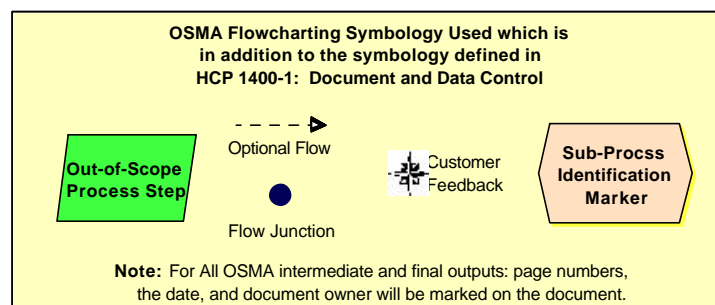 OSMA Flowcharting Symbology Used which is
in addition to the symbology defined in
HCP 1400-1: Document and Data Control
Out-of-Scope
Process Step
Optional Flow
Flow Junction
Customer
Feedback
Sub-Procss
Identification
Marker
Note: For All OSMA intermediate and final outputs: page numbers,
the date, and document owner will be marked on the document.